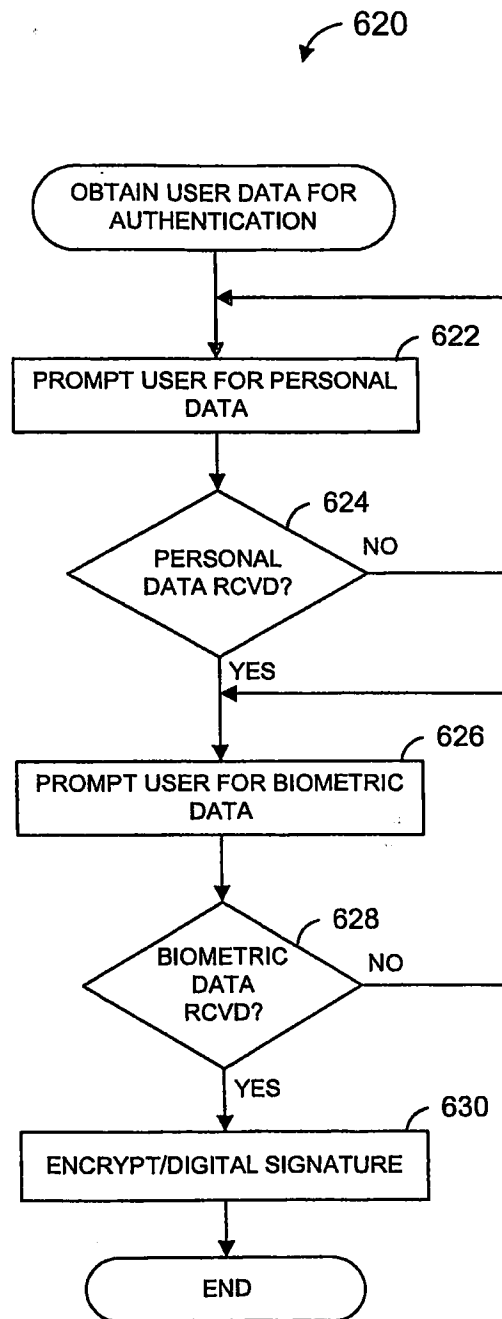 620
OBTAIN USER DATA FOR
AUTHENTICATION
622
PROMPT USER FOR PERSONAL
DATA
624
PERSONAL
DATA RCVD?
NO
YES
626
PROMPT USER FOR BIOMETRIC
DATA
628
BIOMETRIC
DATA
RCVD?
NO
YES
630
ENCRYPT/DIGITAL SIGNATURE
END